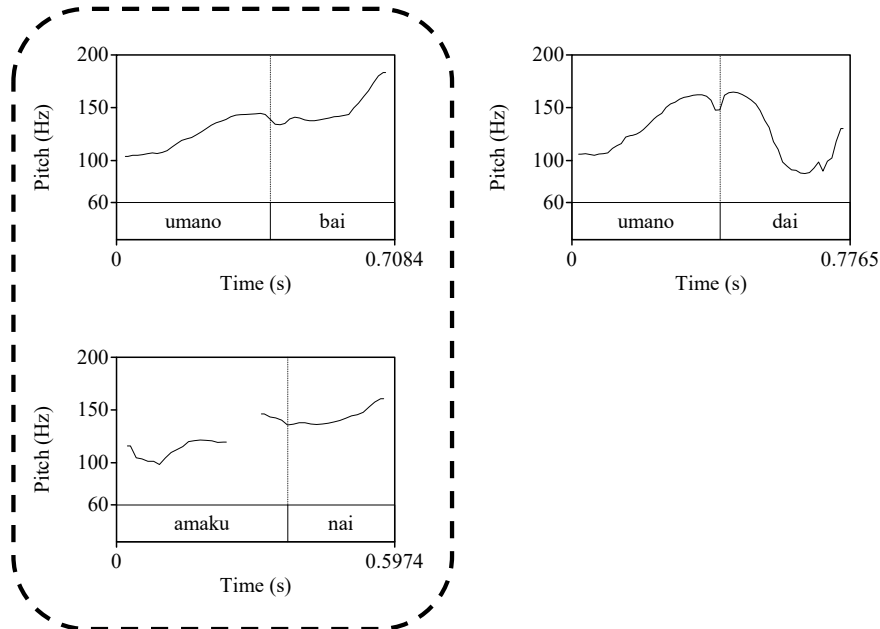 200
150
100
60
Pitch (Hz)
umano bai
0 0.7084
Time (s)
200
150
100
60
Pitch (Hz)
umano dai
0 0.7765
Time (s)
200
150
100
60
Pitch (Hz)
amaku nai
0 0.5974
Time (s)